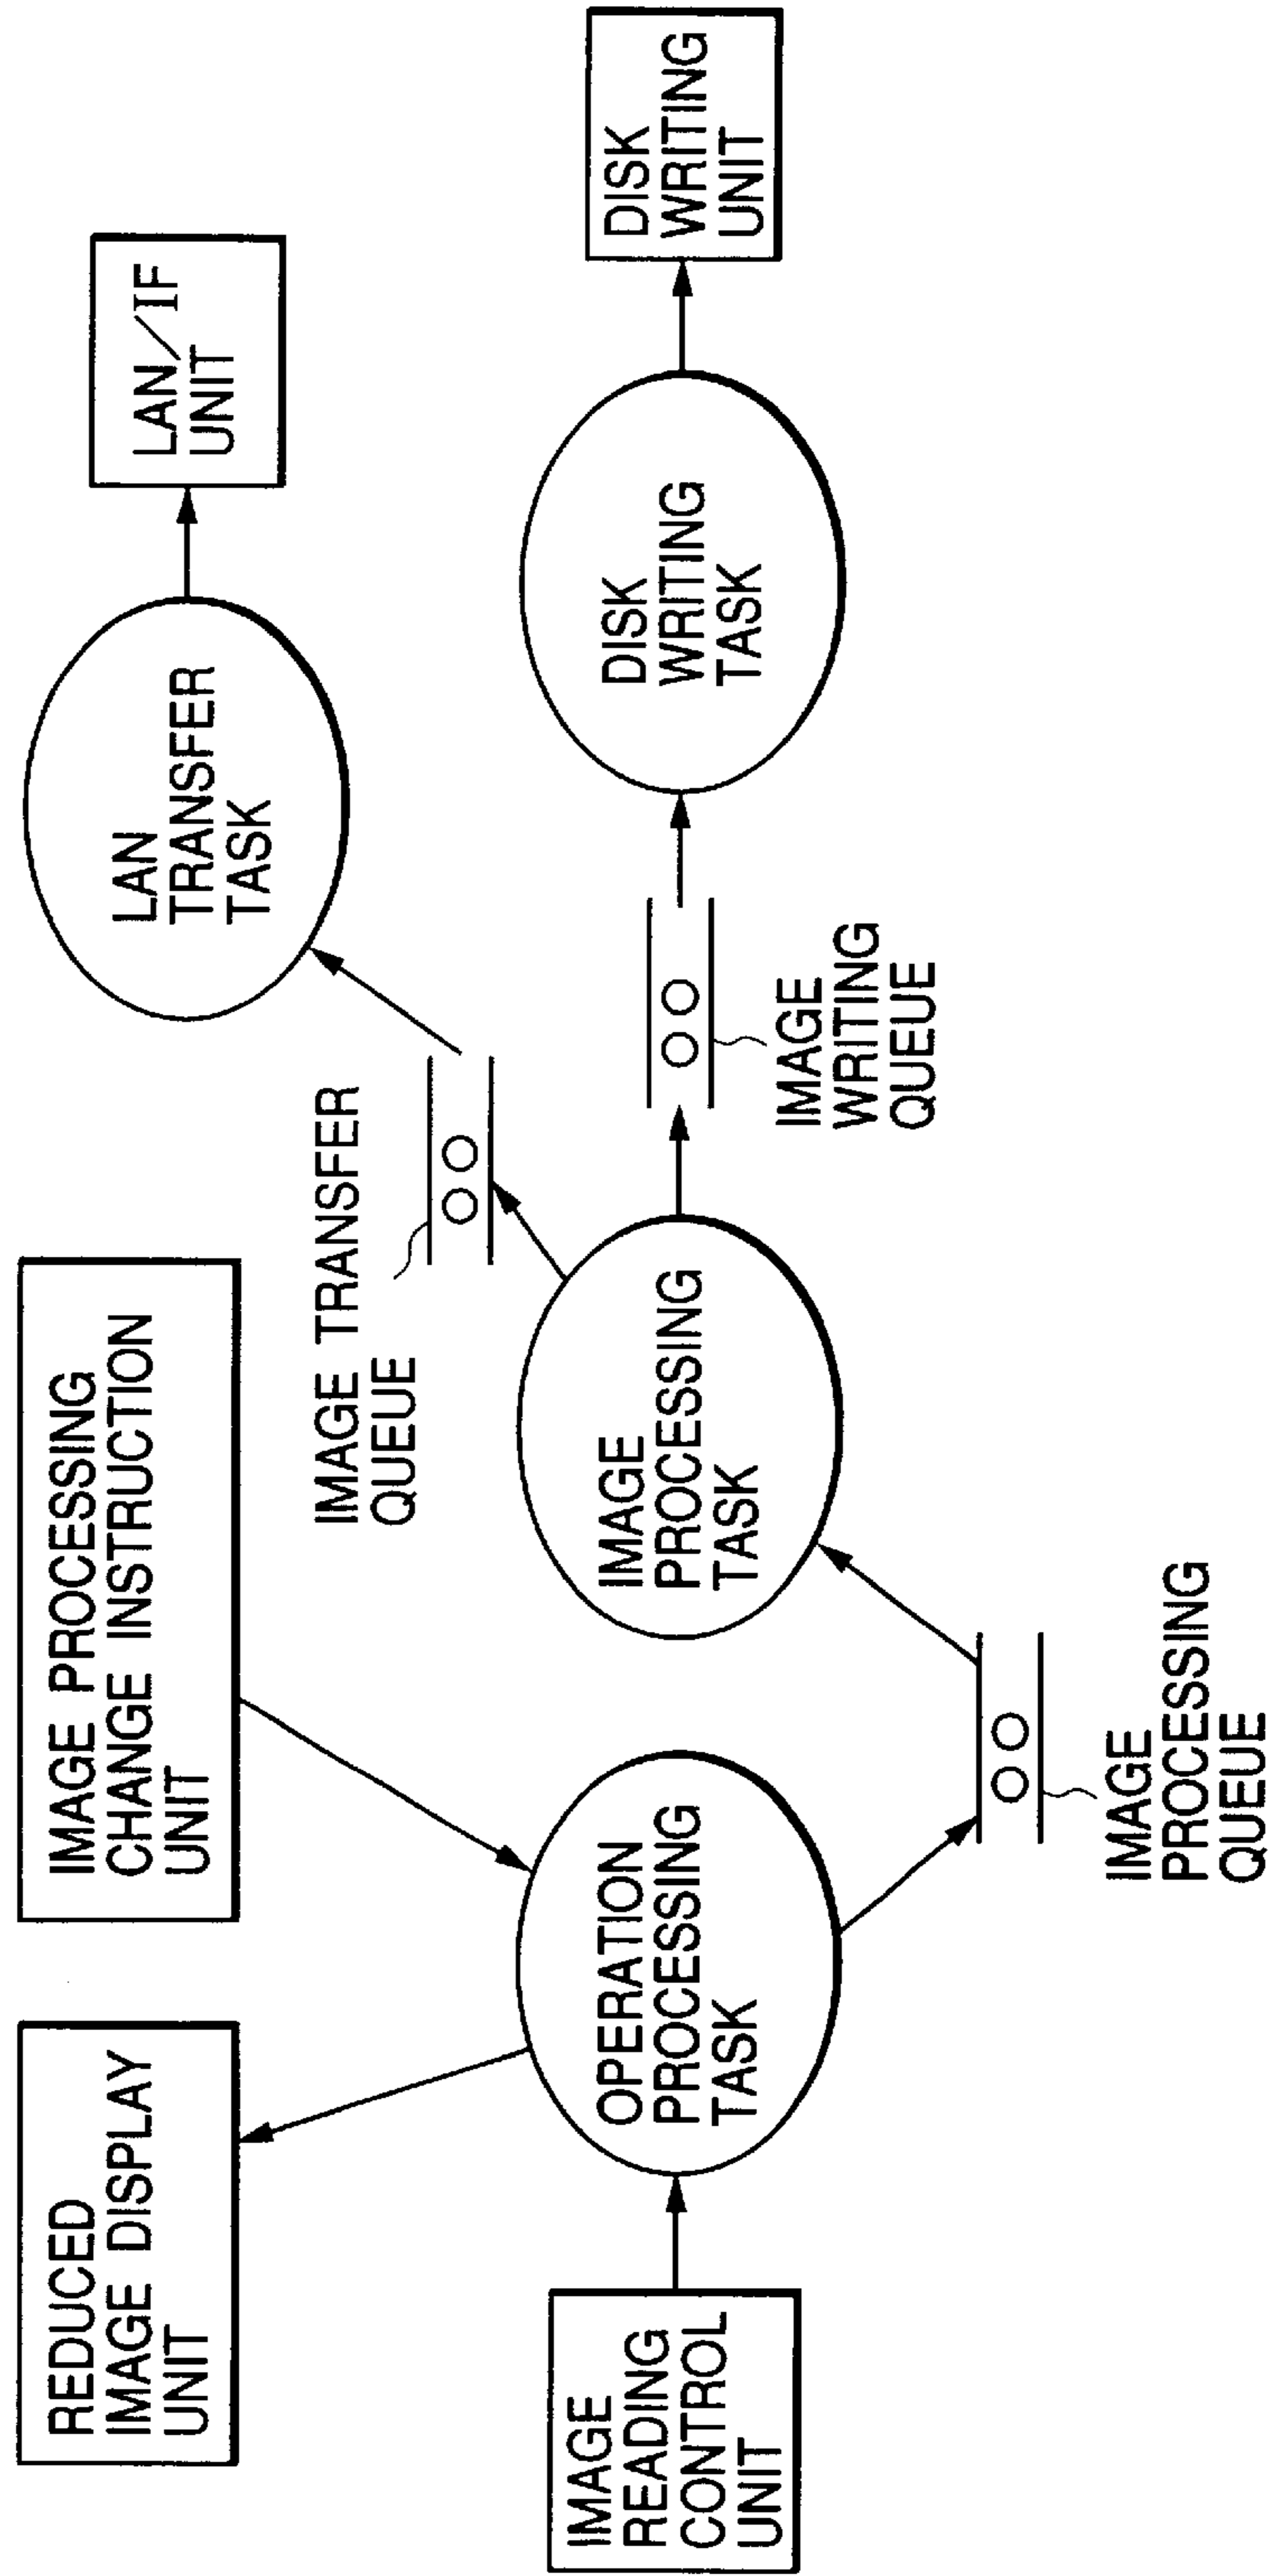 REDUCED
IMAGE DISPLAY
UNIT
IMAGE PROCESSING
CHANGE INSTRUCTION
UNIT
LAN
TRANSFER
TASK
LAN/IF
UNIT
IMAGE TRANSFER
QUEUE
IMAGE
READING
CONTROL
UNIT
OPERATION
PROCESSING
TASK
IMAGE
PROCESSING
TASK
IMAGE
WRITING
QUEUE
DISK
WRITING
TASK
DISK
WRITING
UNIT
IMAGE
PROCESSING
QUEUE